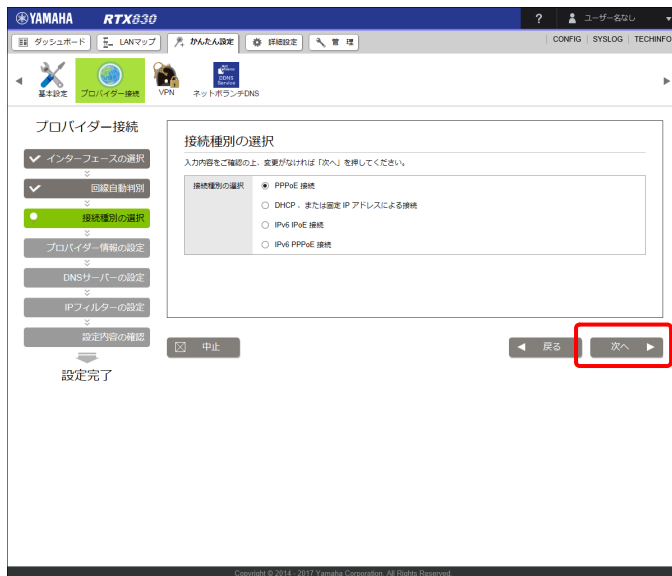 YAMAHA RTX830 ? ユーザー名なし
ダッシュボード LANマップ かんたん設定 詳細設定 管 理 CONFIG SYSLOG TECHINFO
基本設定 プロバイダー接続 VPN ネットボランチDNS
CDNS
Service
プロバイダー接続
インターフェースの選択
回線自動判別
接続種別の選択
プロバイダー情報の設定
DNSサーバーの設定
IPフィルターの設定
設定内容の確認
設定完了
接続種別の選択
入力内容をご確認の上、変更がなければ「次へ」を押してください。
接続種別の選択 PPPoE 接続
DHCP 、または固定 IP アドレスによる接続
IPv6 IPoE 接続
IPv6 PPPoE 接続
中止 戻る 次へ
Copyright © 2014 - 2017 Yamaha Corporation. All Rights Reserved.